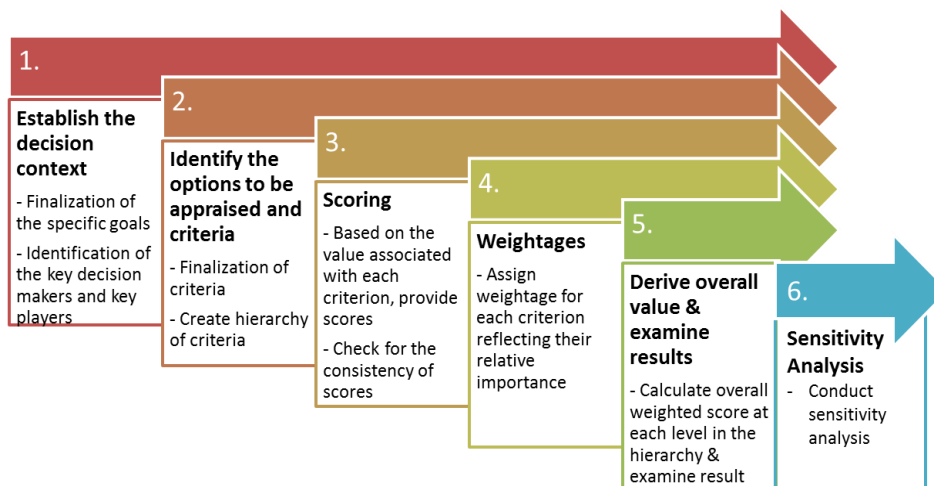 1.
Establish the
decision
context
- Finalization of
the specific goals
- Identification of
the key decision
makers and key
players
2.
Identify the
options to be
appraised and
criteria
- Finalization of
criteria
- Create hierarchy
of criteria
3.
Scoring
- Based on the
value associated
with each
criterion, provide
scores
- Check for the
consistency of
scores
4.
Weightages
- Assign
weightage for
each criterion
reflecting their
relative
importance
5.
Derive overall
value &
examine
results
- Calculate overall
weighted score at
each level in the
hierarchy &
examine result
6.
Sensitivity
Analysis
- Conduct
sensitivity
analysis